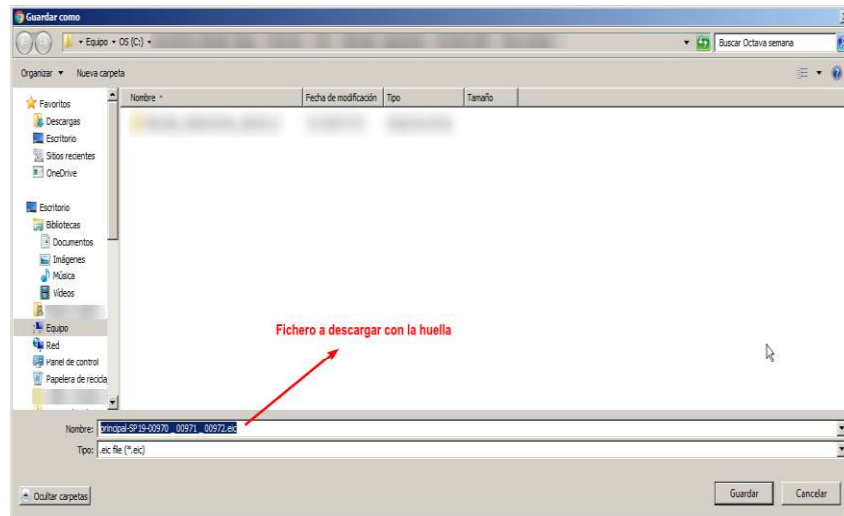 Guardar como
Equipo OS (C:)
Buscar Octava semana
Organizar Nueva carpeta
Nombre Fecha de modificación Tipo Tamaño
Favoritos
Descargas
Escritorio
Sitios recientes
OneDrive
Escritorio
Bibliotecas
Documentos
Imágenes
Música
Vídeos
Equipo
Red
Panel de control
Papelera de recicla
Fichero a descargar con la huella
Nombre: principal-SP19-00970_00971_00972.eic
Tipo: .eic file (*.eic)
Ocultar carpetas
Guardar Cancelar